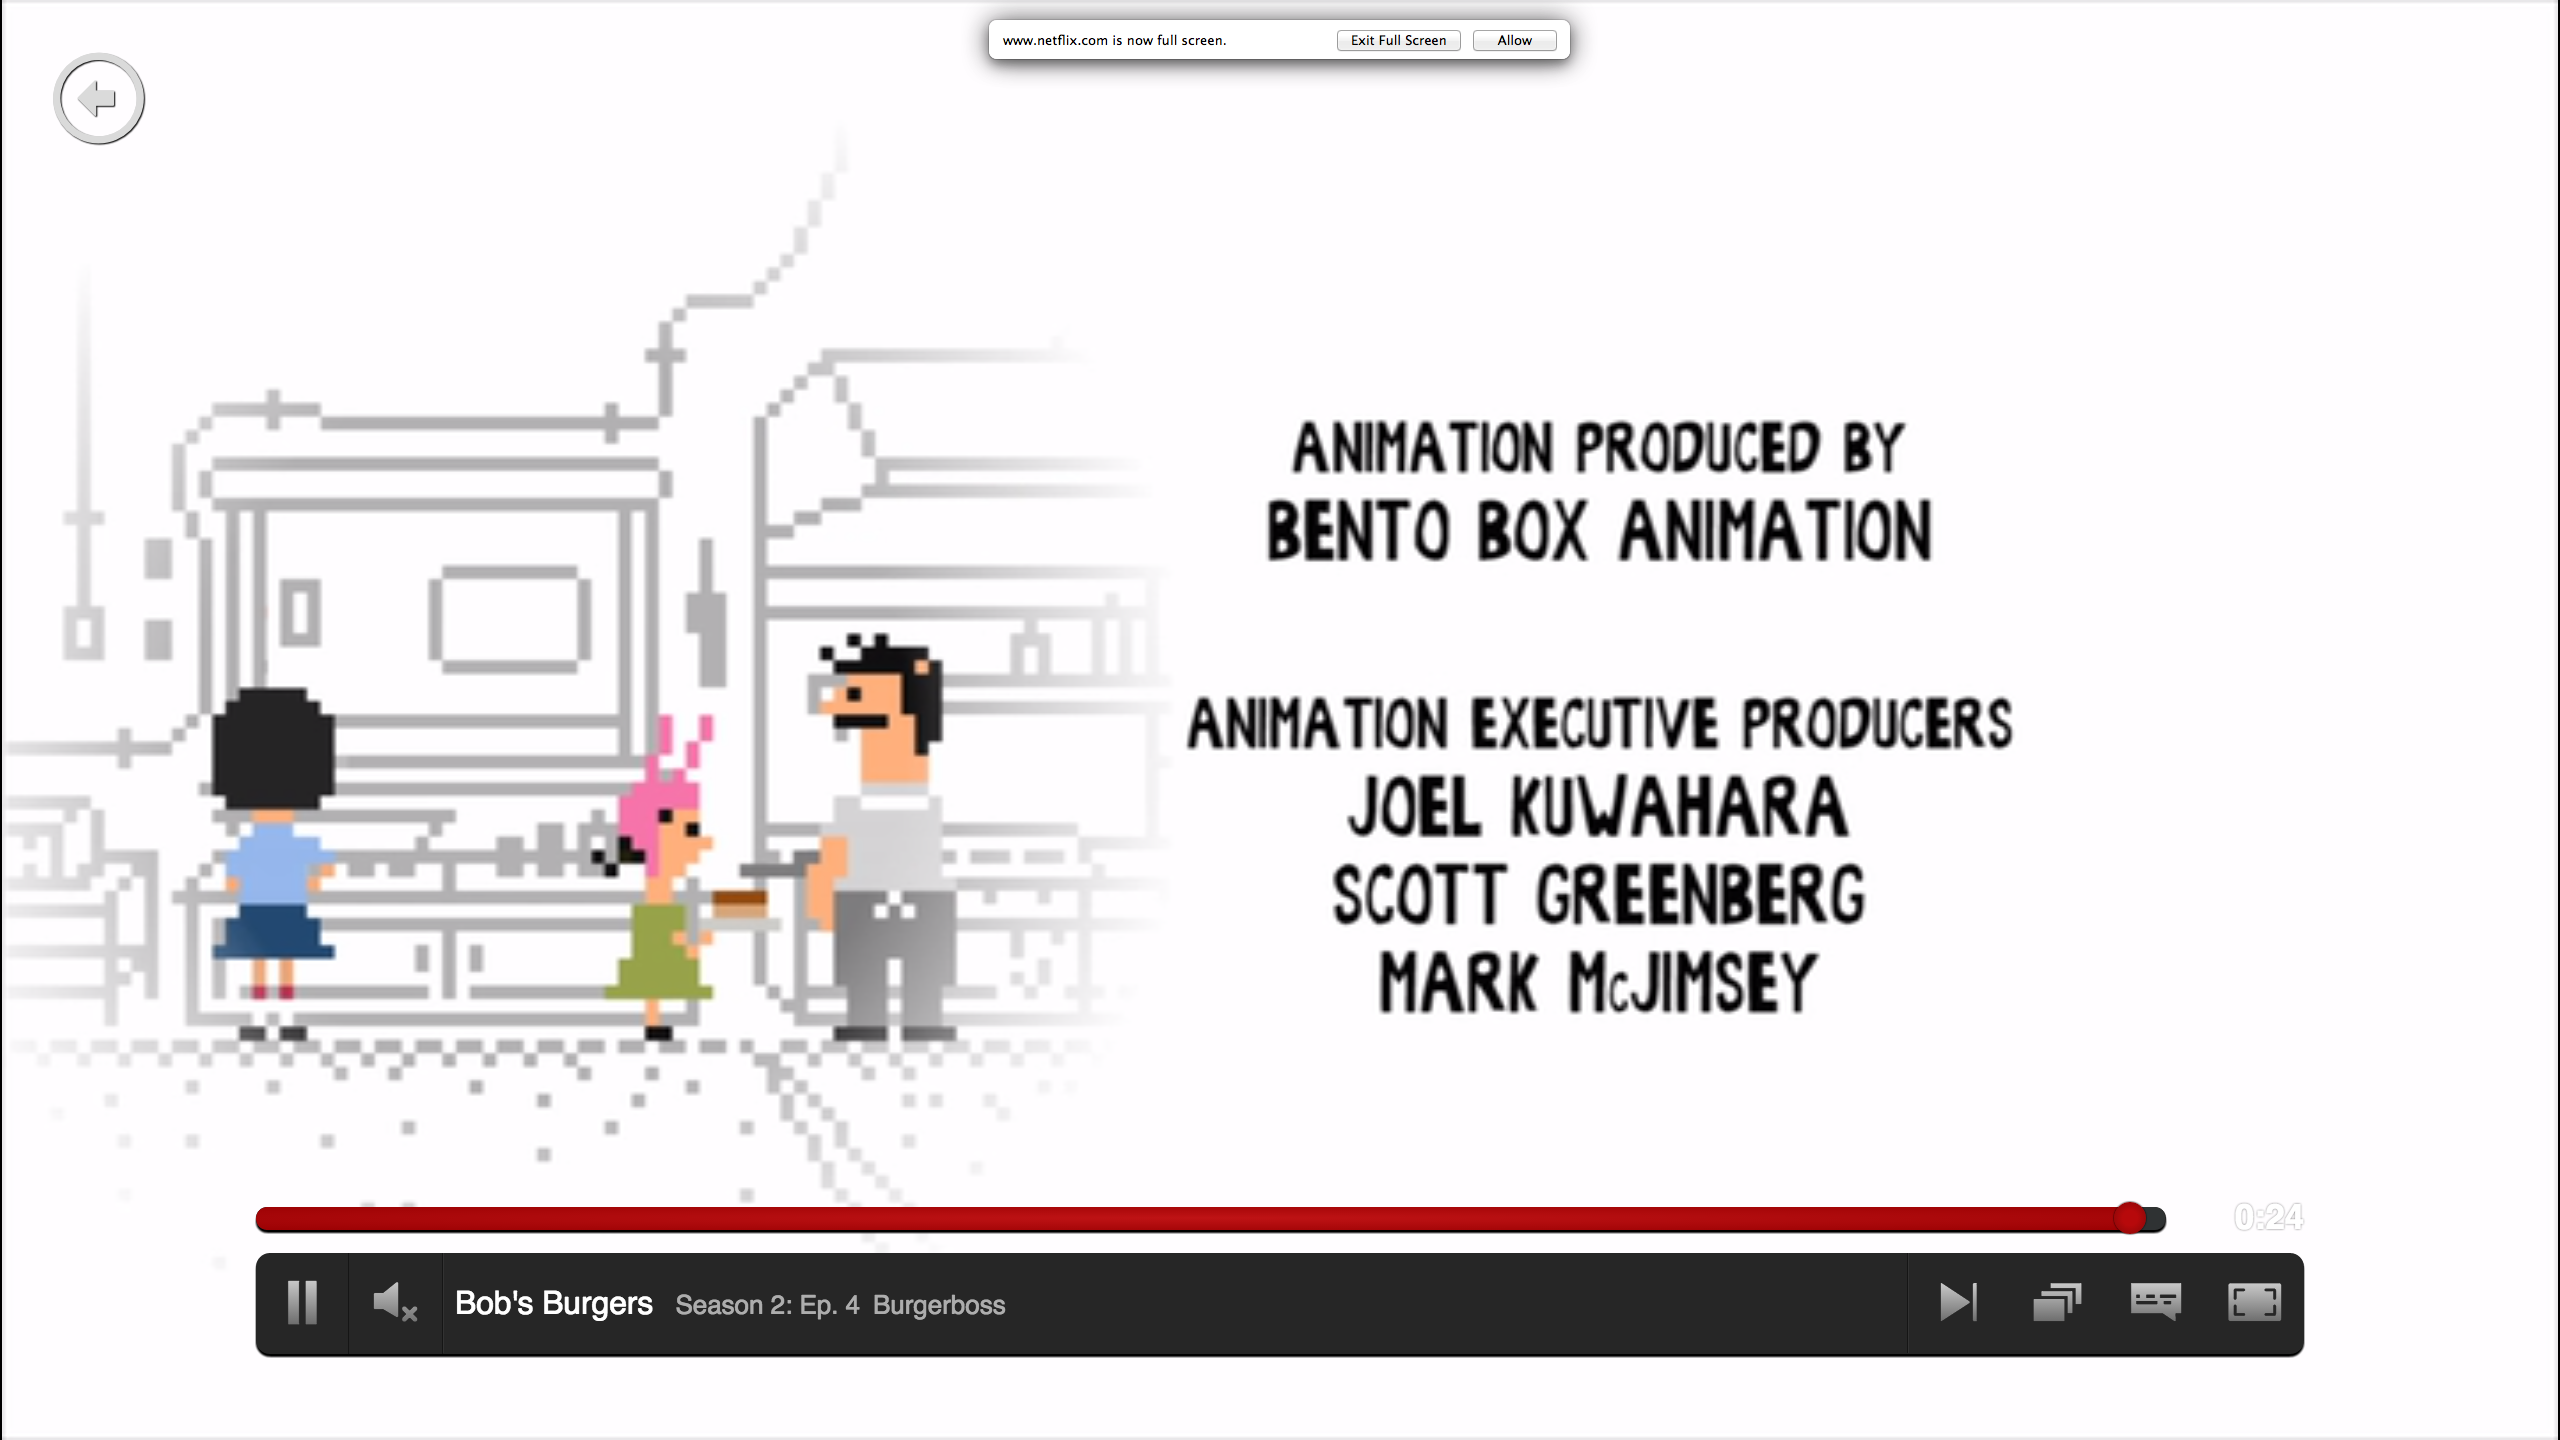 www.netflix.com is now full screen. Exit Full Screen Allow
ANIMATION PRODUCED BY
BENTO BOX ANIMATION
ANIMATION EXECUTIVE PRODUCERS
JOEL KUWAHARA
SCOTT GREENBERG
MARK McJIMSEY
0:24
Bob's Burgers Season 2: Ep. 4 Burgerboss